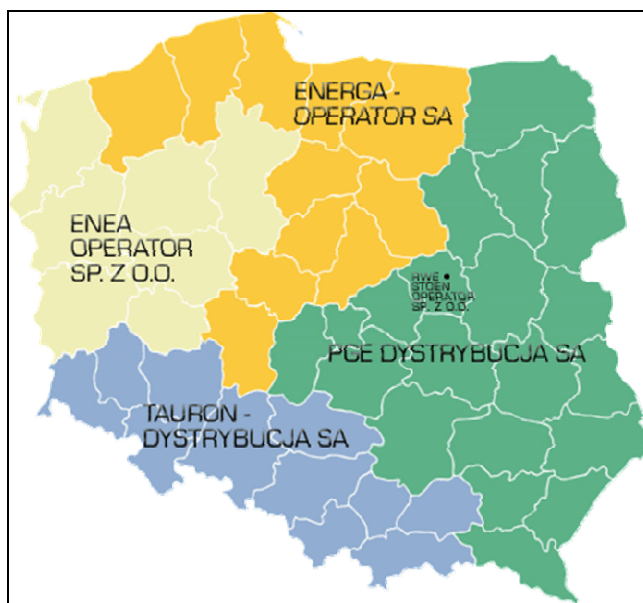 ENERGA -
OPERATOR SA
ENEA
OPERATOR
SP. Z O.O.
RWE
STOEN
OPERATOR
SP. Z O.O.
PGE DYSTRYBUCJA SA
TAURON -
DYSTRYBUCJA SA